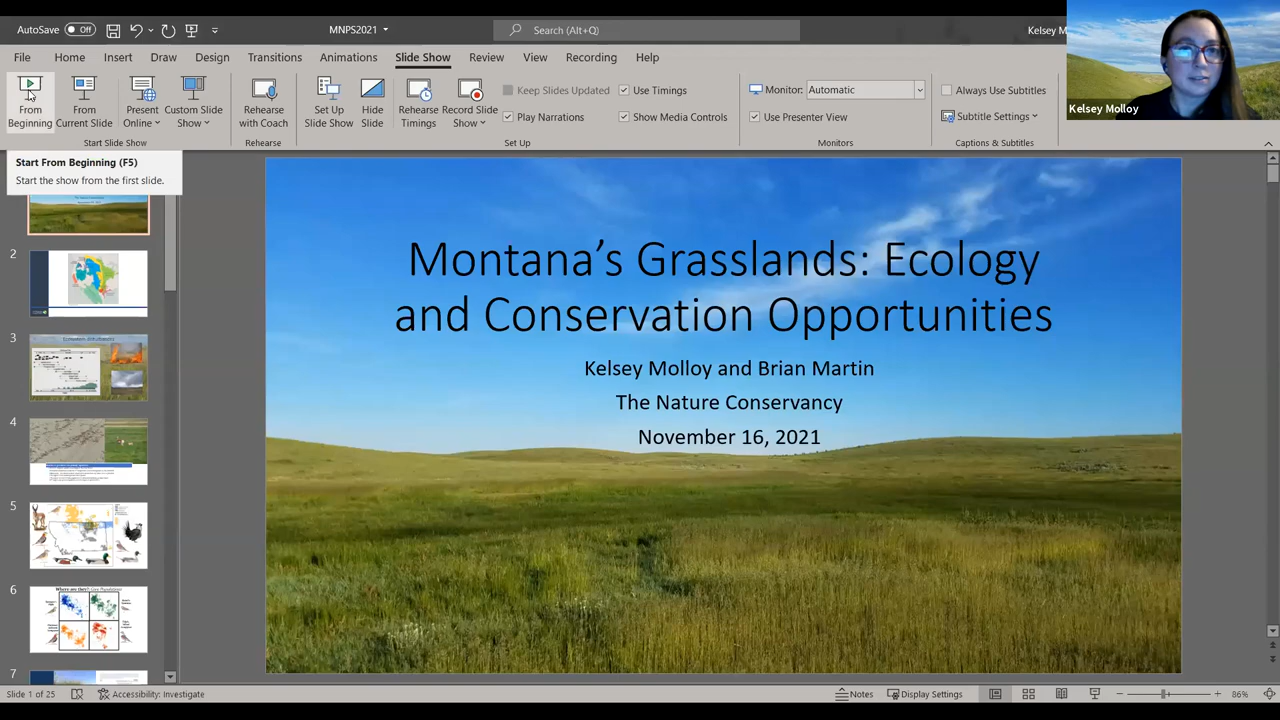 AutoSave Off
MNPS2021
Search (Alt+Q)
Kelsey M
File Home Insert Draw Design Transitions Animations Slide Show Review View Recording Help
From Beginning
From Current Slide
Present Online
Custom Slide Show
Rehearse with Coach
Set Up Slide Show
Hide Slide
Rehearse Timings
Record Slide Show
Keep Slides Updated
Play Narrations
Use Timings
Show Media Controls
Monitor: Automatic
Use Presenter View
Always Use Subtitles
Subtitle Settings
Kelsey Molloy
Start Slide Show
Rehearse
Set Up
Monitors
Captions & Subtitles
Start From Beginning (F5)
Start the show from the first slide.
2
3
4
5
6
7
Montana's Grasslands: Ecology
and Conservation Opportunities
Kelsey Molloy and Brian Martin
The Nature Conservancy
November 16, 2021
Slide 1 of 25
Accessibility: Investigate
Notes
Display Settings
86%